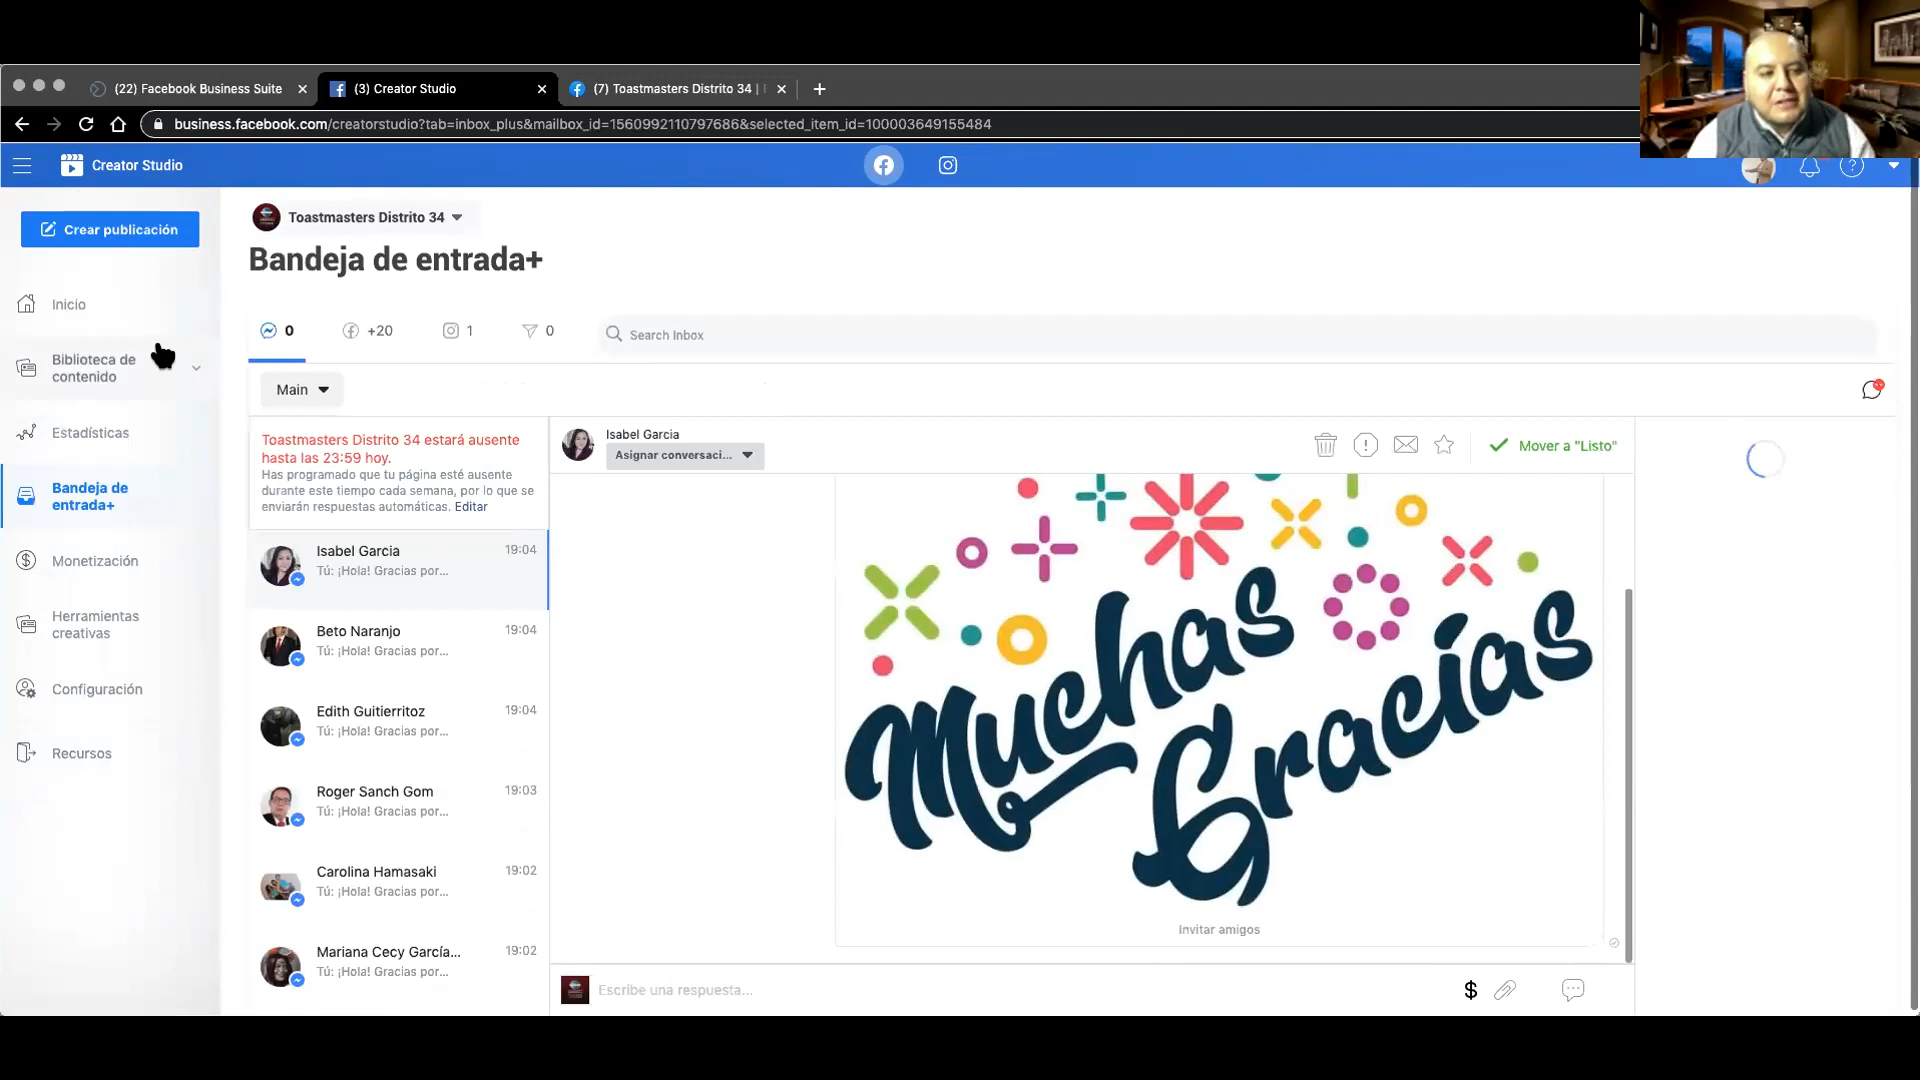 (22) Facebook Business Suite
(3) Creator Studio
(7) Toastmasters Distrito 34 |
business.facebook.com/creatorstudio?tab=inbox_plus&mailbox_id=1560992110797686&selected_item_id=100003649155484
Creator Studio
Crear publicación
Inicio
Biblioteca de
contenido
Estadísticas
Bandeja de
entrada+
Monetización
Herramientas
creativas
Configuración
Recursos
Toastmasters Distrito 34
Bandeja de entrada+
0
+20
1
0
Search Inbox
Main
Toastmasters Distrito 34 estará ausente
hasta las 23:59 hoy.
Has programado que tu página esté ausente
durante este tiempo cada semana, por lo que se
enviarán respuestas automáticas. Editar
Isabel Garcia 19:04
Tú: ¡Hola! Gracias por...
Beto Naranjo 19:04
Tú: ¡Hola! Gracias por...
Edith Guitierritoz 19:04
Tú: ¡Hola! Gracias por...
Roger Sanch Gom 19:03
Tú: ¡Hola! Gracias por...
Carolina Hamasaki 19:02
Tú: ¡Hola! Gracias por...
Mariana Cecy García... 19:02
Tú: ¡Hola! Gracias por...
Isabel Garcia
Asignar conversaci...
Mover a "Listo"
Muchas
Gracias
Invitar amigos
Escribe una respuesta...
$